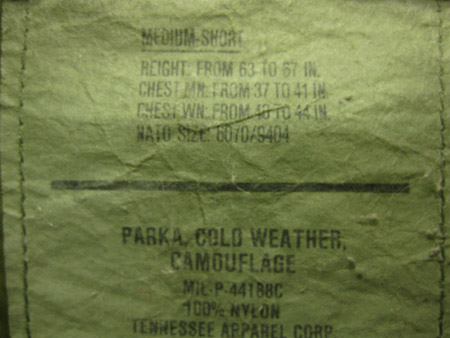 MEDIUM-SHORT
HEIGHT: FROM 63 TO 67 IN.
CHEST MN: FROM 37 TO 41 IN.
CHEST WN: FROM 40 TO 44 IN.
NATO SIZE: 6070/9404
PARKA, COLD WEATHER,
CAMOUFLAGE
MIL-P-44188C
100% NYLON
TENNESSEE APPAREL CORP.